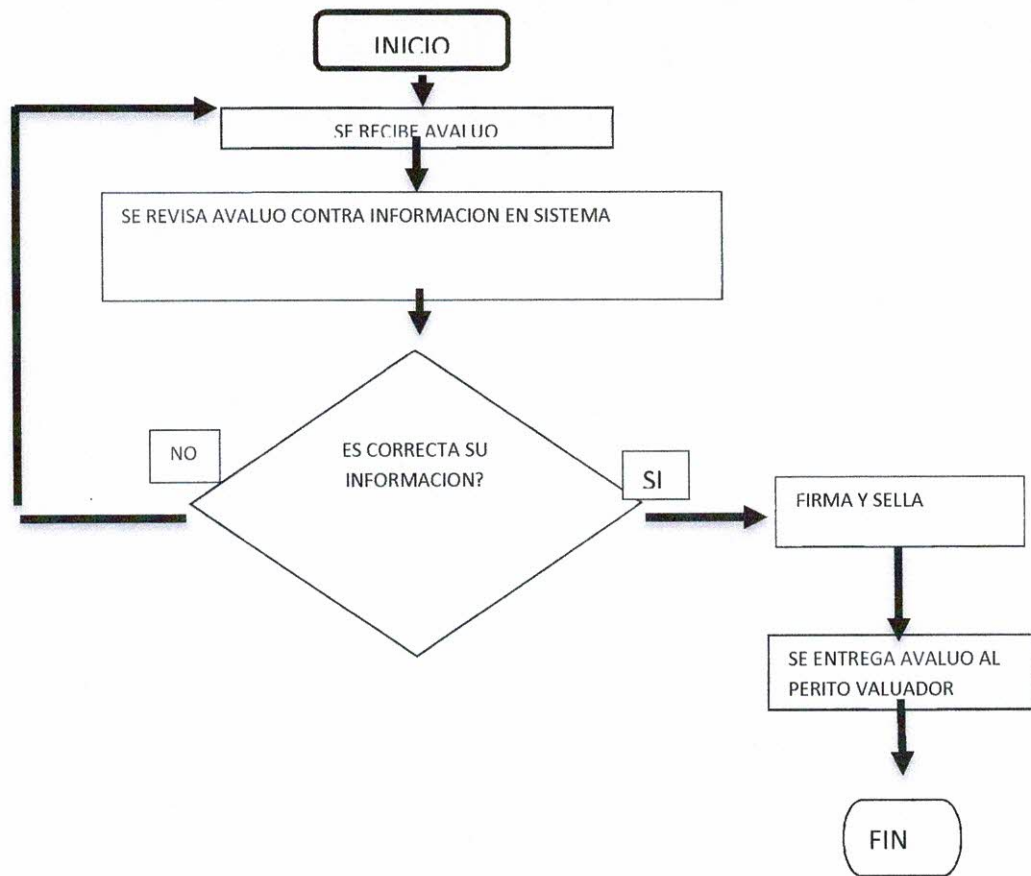 INICIO
SE RECIBE AVALUO
SE REVISA AVALUO CONTRA INFORMACION EN SISTEMA
NO
ES CORRECTA SU
INFORMACION?
SI
FIRMA Y SELLA
SE ENTREGA AVALUO AL
PERITO VALUADOR
FIN